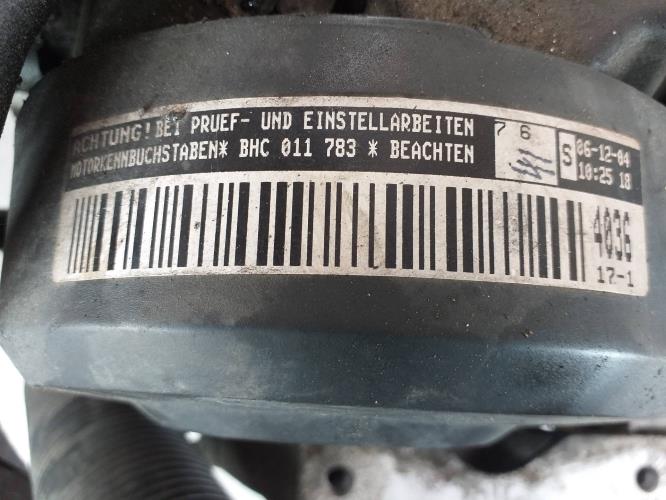 ACHTUNG! BEI PRUEF- UND EINSTELLARBEITEN
MOTORKENNBUCHSTABEN* BHC 011 783 * BEACHTEN
7 6
S
06-12-04
10:25 18
4036
17-1